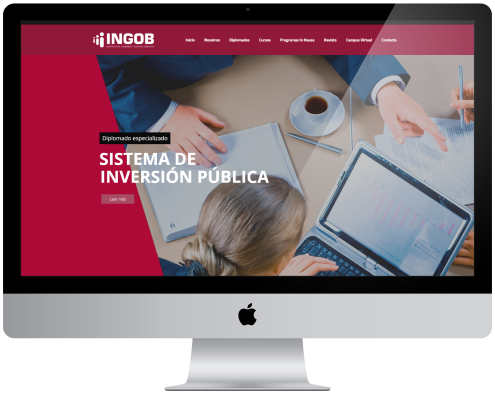 INGOB
Inicio Nosotros Diplomados Cursos Programas In House Revista Campus Virtual Contacto
Diplomado especializado
SISTEMA DE
INVERSIÓN PÚBLICA
Leer más